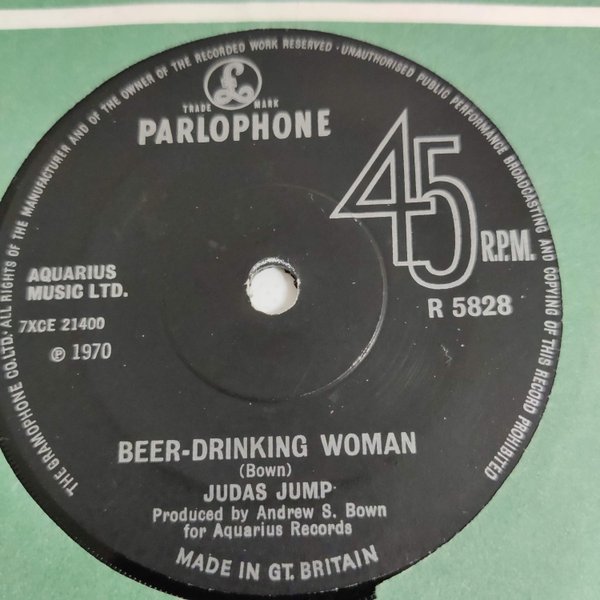 THE GRAMOPHONE CO.LTD. ALL RIGHTS OF THE MANUFACTURER AND OF THE OWNER OF THE RECORDED WORK RESERVED · UNAUTHORISED PUBLIC PERFORMANCE BROADCASTING AND COPYING OF THIS RECORD PROHIBITED
£
TRADE MARK
PARLOPHONE
45
R.P.M.
R 5828
AQUARIUS
MUSIC LTD.
7XCE 21400
℗ 1970
BEER-DRINKING WOMAN
(Bown)
JUDAS JUMP
Produced by Andrew S. Bown
for Aquarius Records
MADE IN GT. BRITAIN